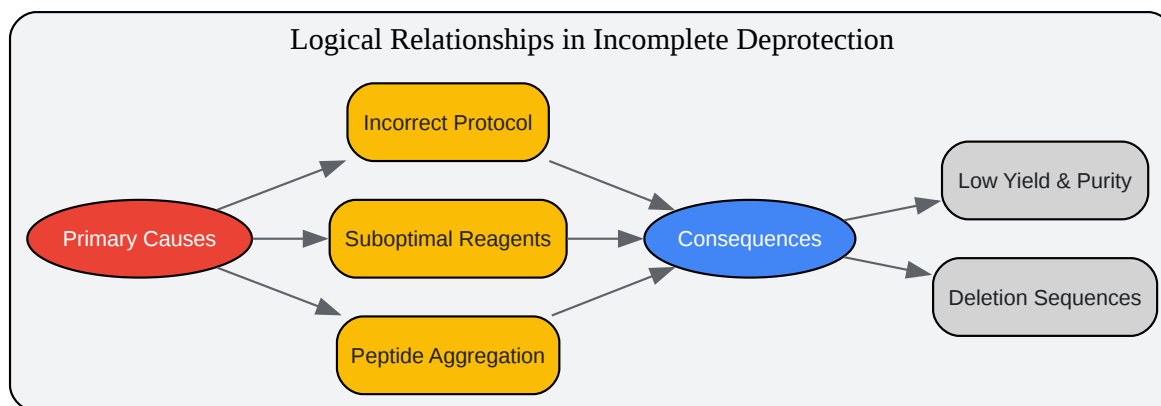 Logical Relationships in Incomplete Deprotection
Incorrect Protocol
Low Yield & Purity
Primary Causes
Suboptimal Reagents
Consequences
Deletion Sequences
Peptide Aggregation